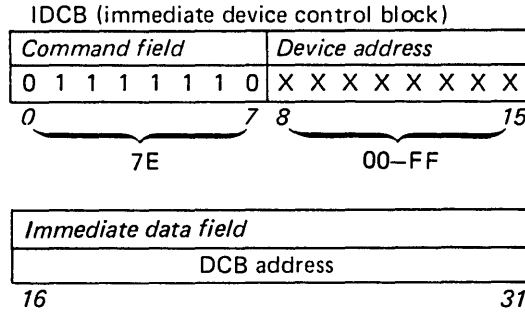 IDCB (immediate device control block)
Command field Device address
0 1 1 1 1 1 1 0 X X X X X X X X
0 7 8 15
7E 00–FF
Immediate data field
DCB address
16 31